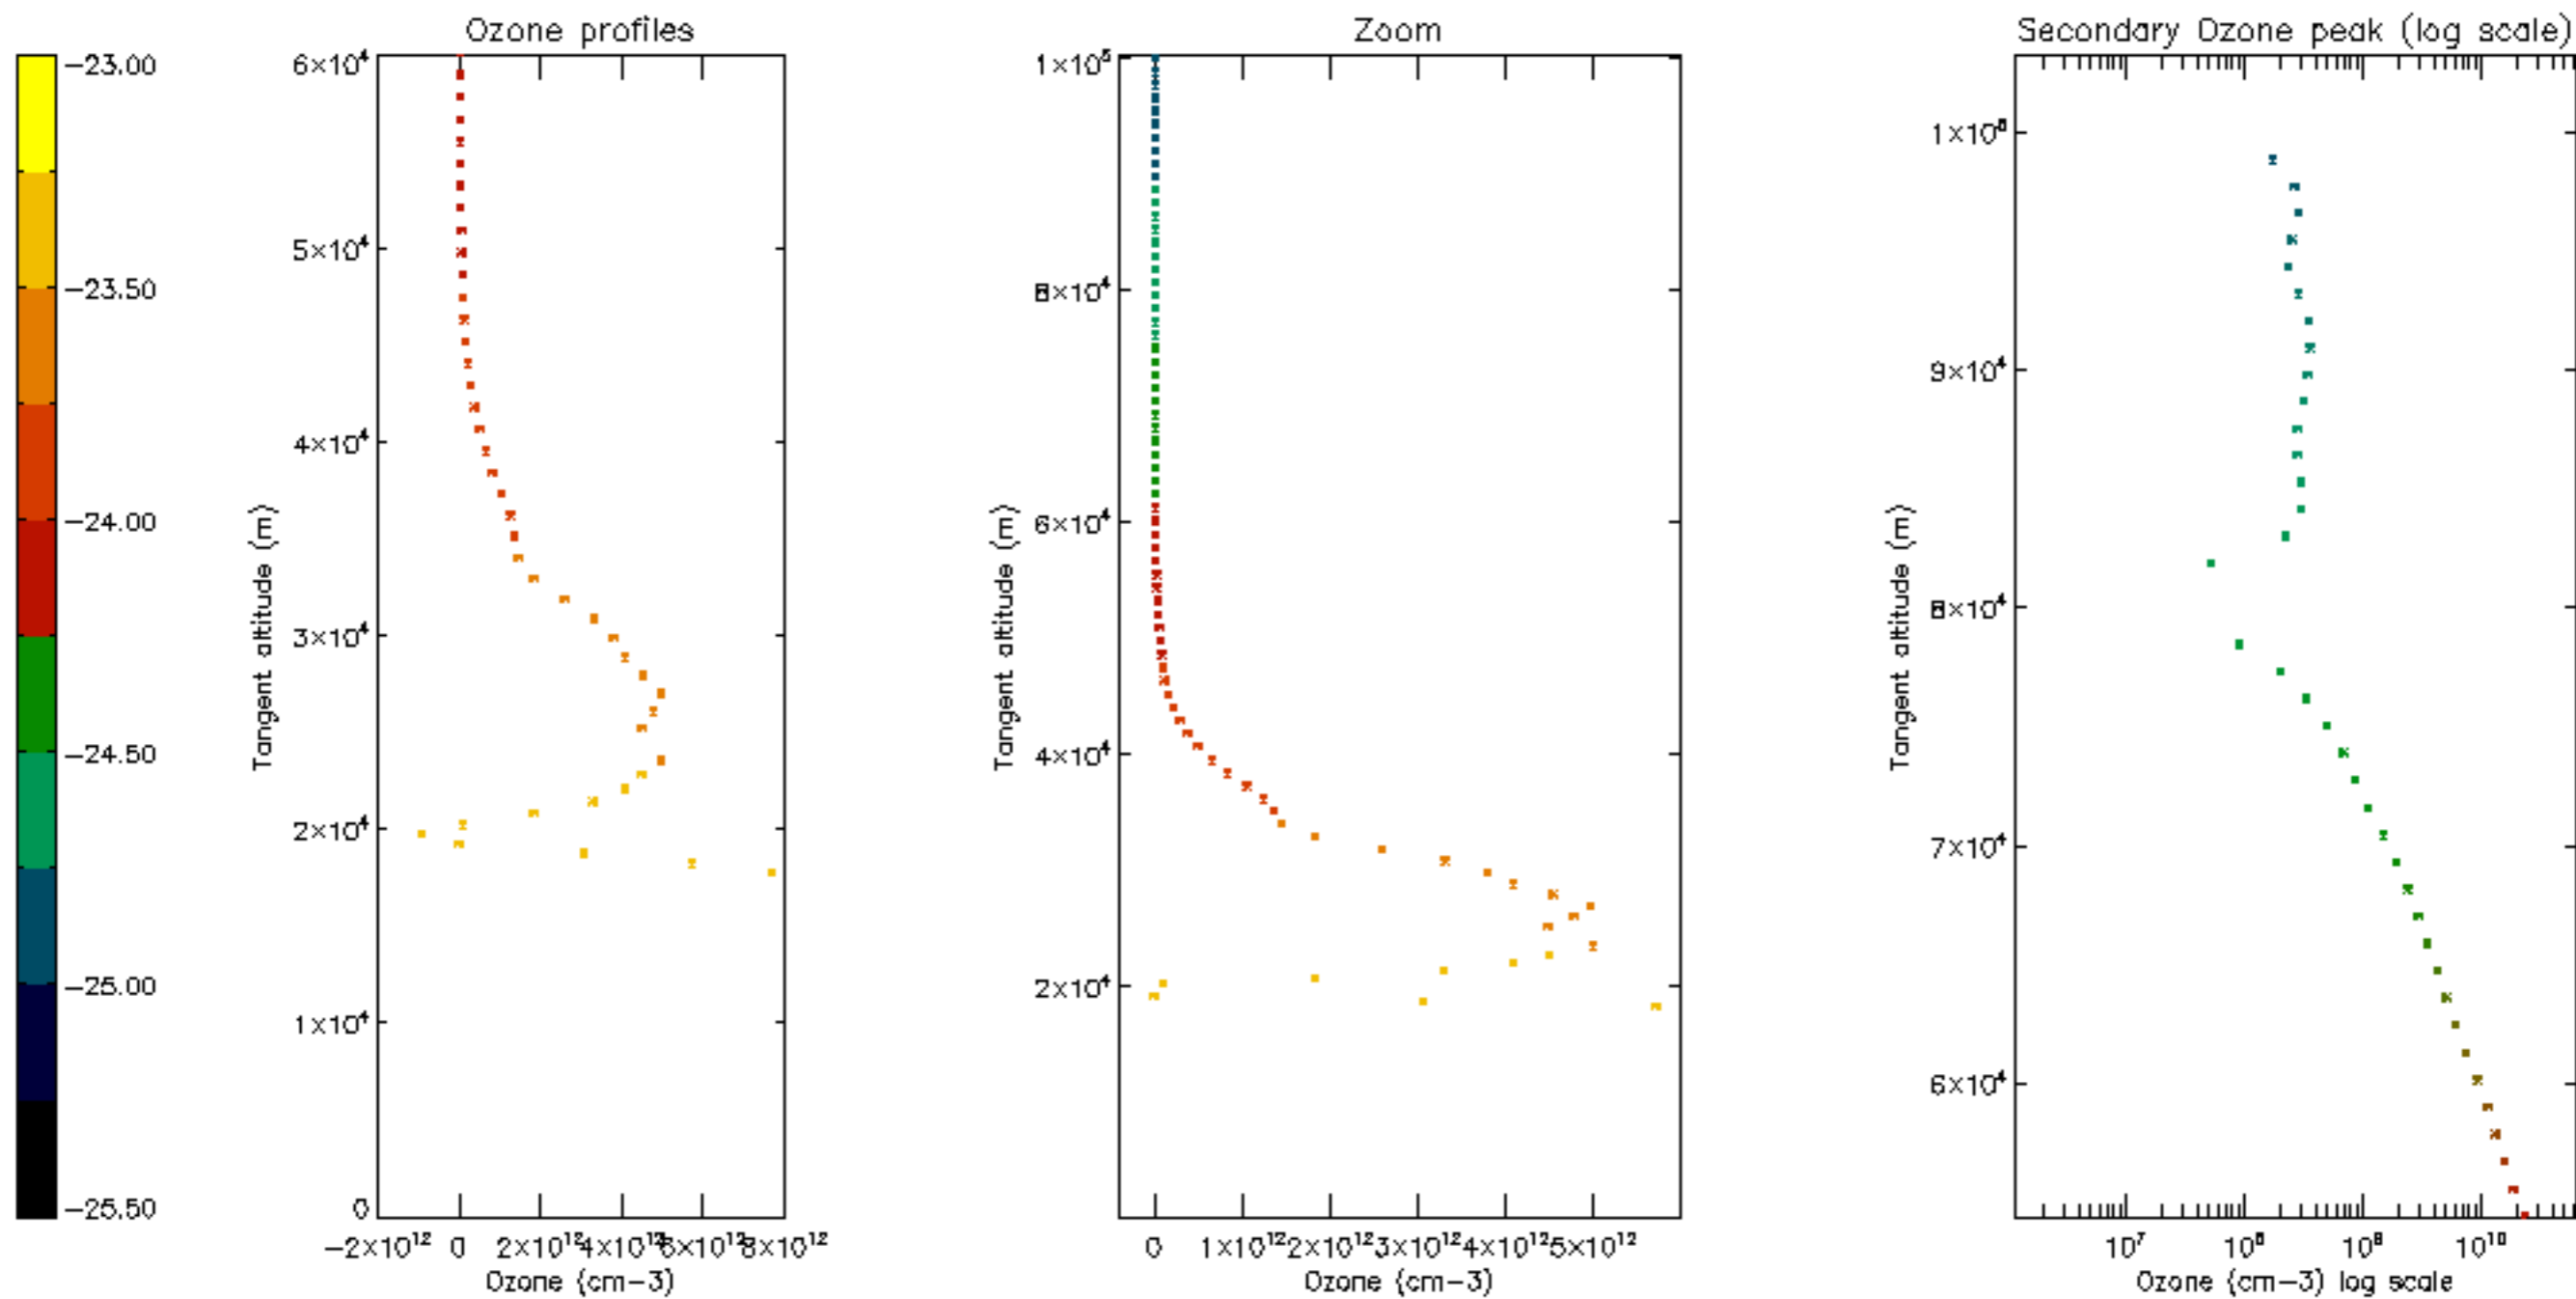 Ozone profiles
Zoom
Secondary Ozone peak (log scale)
−23.00
−23.50
−24.00
−24.50
−25.00
−25.50
6×10⁴
5×10⁴
4×10⁴
3×10⁴
2×10⁴
1×10⁴
0
Tangent altitude (m)
−2×10¹² 0 2×10¹² 4×10¹² 6×10¹² 8×10¹²
Ozone (cm−3)
1×10⁵
8×10⁴
6×10⁴
4×10⁴
2×10⁴
Tangent altitude (m)
0 1×10¹² 2×10¹² 3×10¹² 4×10¹² 5×10¹²
Ozone (cm−3)
1×10⁵
9×10⁴
8×10⁴
7×10⁴
6×10⁴
Tangent altitude (m)
10⁷ 10⁸ 10⁹ 10¹⁰
Ozone (cm−3) log scale